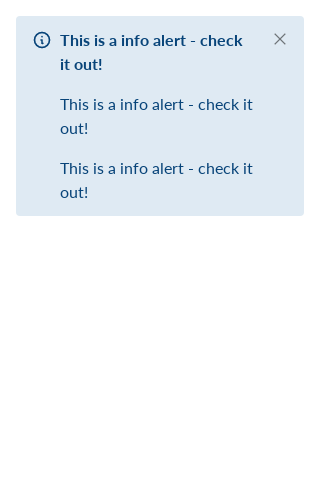 This is a info alert - check
it out!
This is a info alert - check it
out!
This is a info alert - check it
out!